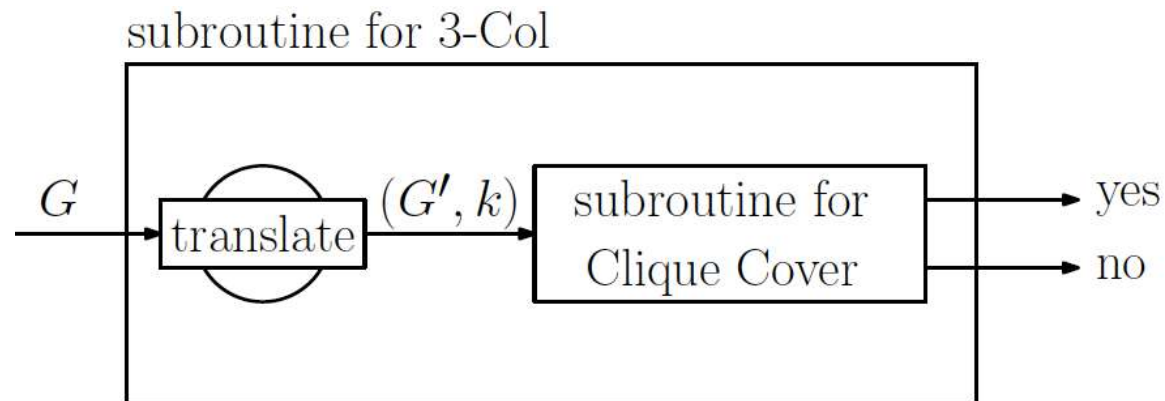 subroutine for 3-Col
G
translate
(G′, k)
subroutine for
Clique Cover
yes
no